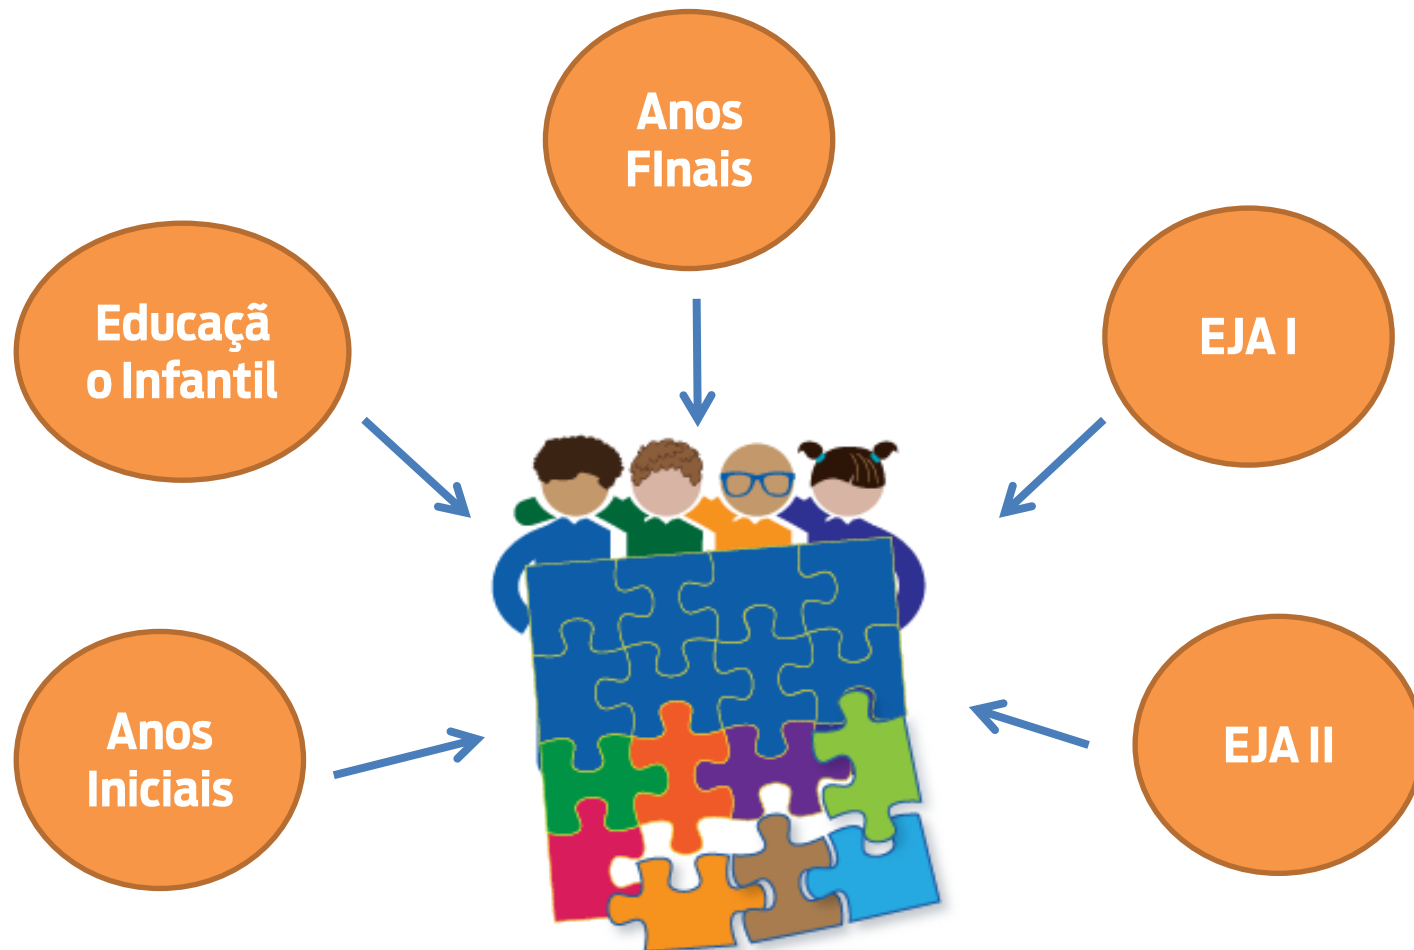 Anos
FInais
Educaçã
o Infantil
EJA I
Anos
Iniciais
EJA II